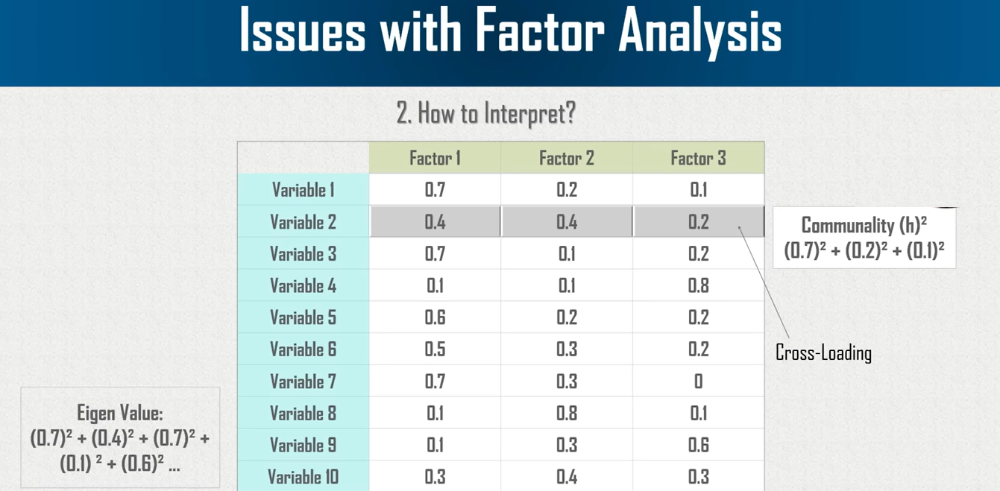 Issues with Factor Analysis
2. How to Interpret?
Factor 1 Factor 2 Factor 3
Variable 1 0.7 0.2 0.1
Variable 2 0.4 0.4 0.2
Variable 3 0.7 0.1 0.2
Variable 4 0.1 0.1 0.8
Variable 5 0.6 0.2 0.2
Variable 6 0.5 0.3 0.2
Variable 7 0.7 0.3 0
Variable 8 0.1 0.8 0.1
Variable 9 0.1 0.3 0.6
Variable 10 0.3 0.4 0.3
Communality (h)²
(0.7)² + (0.2)² + (0.1)²
Cross-Loading
Eigen Value:
(0.7)² + (0.4)² + (0.7)² +
(0.1) ² + (0.6)² ...